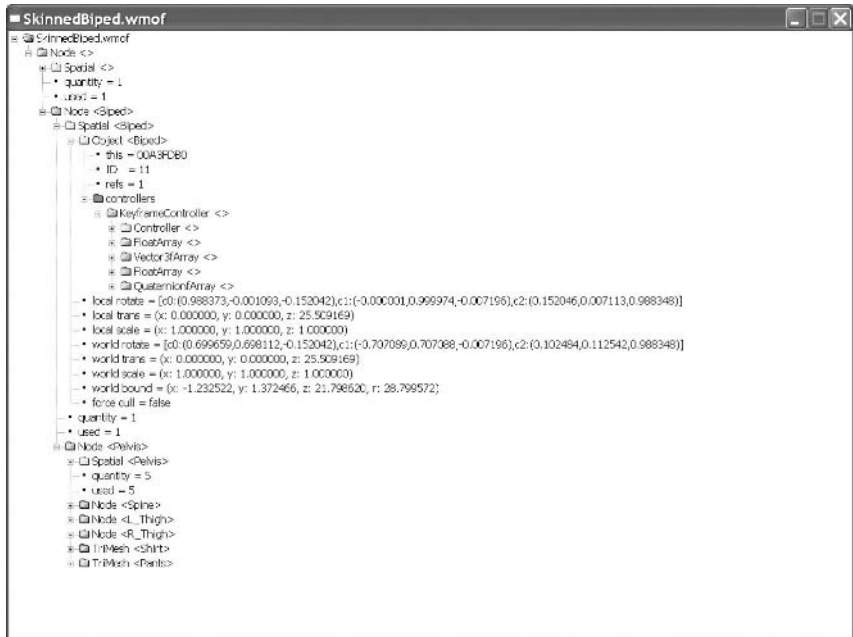 SkinnedBiped.wmof
SkinnedBiped.wmof
Node <>
Spatial <>
quantity = 1
used = 1
Node <Biped>
Spatial <Biped>
Object <Biped>
this = 00A3FDB0
ID = 11
refs = 1
controllers
KeyframeController <>
Controller <>
FloatArray <>
Vector3fArray <>
FloatArray <>
QuaternionfArray <>
local rotate = [c0:(0.988373,-0.001093,-0.152042),c1:(-0.000001,0.999974,-0.007196),c2:(0.152046,0.007113,0.988348)]
local trans = (x: 0.000000, y: 0.000000, z: 25.509169)
local scale = (x: 1.000000, y: 1.000000, z: 1.000000)
world rotate = [c0:(0.699659,0.698112,-0.152042),c1:(-0.707089,0.707088,-0.007196),c2:(0.102484,0.112542,0.988348)]
world trans = (x: 0.000000, y: 0.000000, z: 25.509169)
world scale = (x: 1.000000, y: 1.000000, z: 1.000000)
world bound = (x: -1.232522, y: 1.372466, z: 21.798620, r: 28.799572)
force cull = false
quantity = 1
used = 1
Node <Pelvis>
Spatial <Pelvis>
quantity = 5
used = 5
Node <Spine>
Node <L_Thigh>
Node <R_Thigh>
TriMesh <Shirt>
TriMesh <Pants>